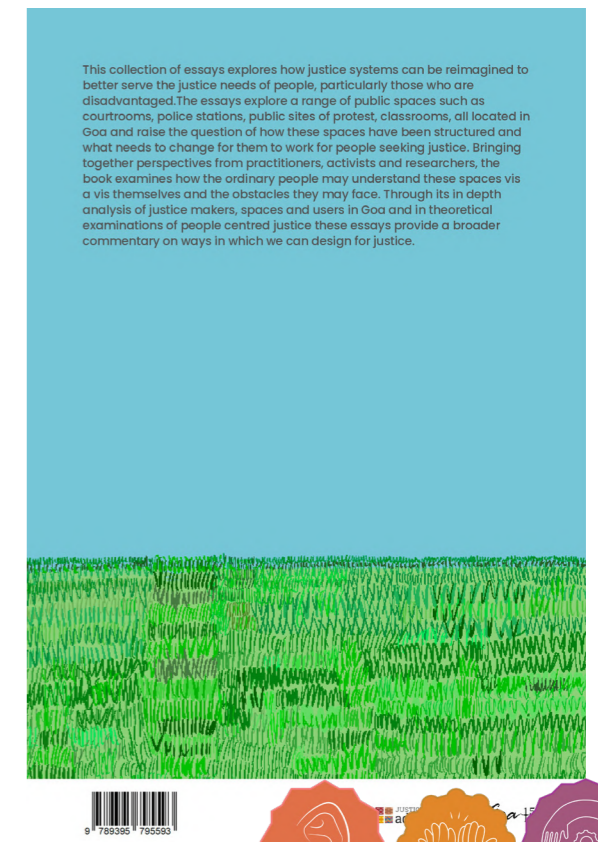 This collection of essays explores how justice systems can be reimagined to
better serve the justice needs of people, particularly those who are
disadvantaged.The essays explore a range of public spaces such as
courtrooms, police stations, public sites of protest, classrooms, all located in
Goa and raise the question of how these spaces have been structured and
what needs to change for them to work for people seeking justice. Bringing
together perspectives from practitioners, activists and researchers, the
book examines how the ordinary people may understand these spaces vis
a vis themselves and the obstacles they may face. Through its in depth
analysis of justice makers, spaces and users in Goa and in theoretical
examinations of people centred justice these essays provide a broader
commentary on ways in which we can design for justice.
9 789395 795593